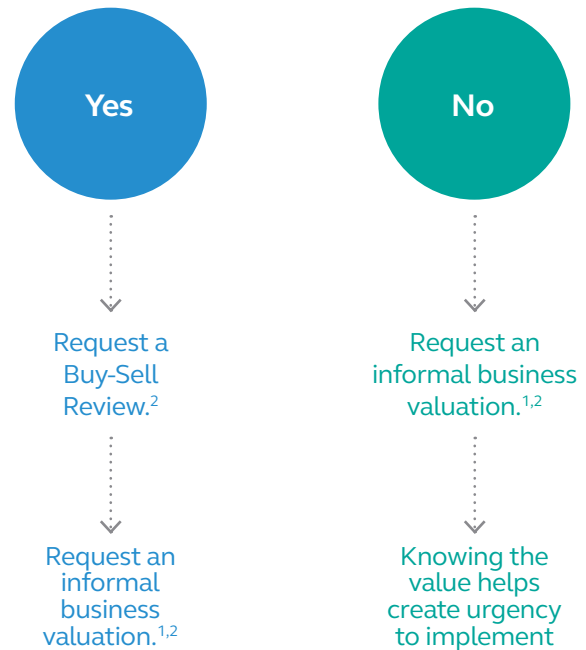 Yes
Request a
Buy-Sell
Review.²
Request an
informal
business
valuation.¹,²
No
Request an
informal business
valuation.¹,²
Knowing the
value helps
create urgency
to implement